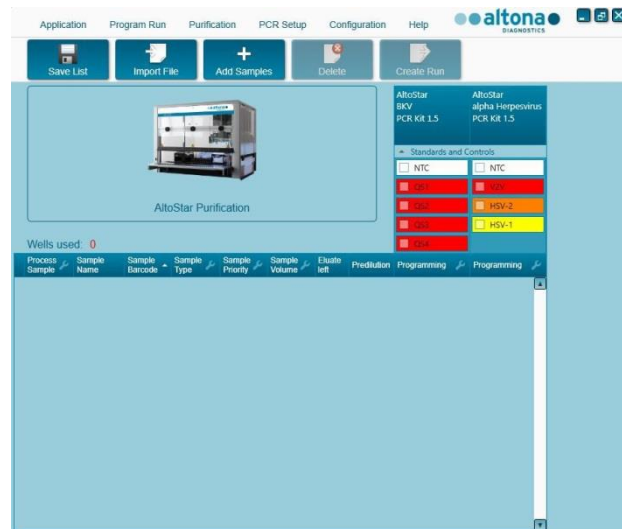 Application Program Run Purification PCR Setup Configuration Help
altona
DIAGNOSTICS
Save List Import File Add Samples Delete Create Run
AltoStar
BKV
PCR Kit 1.5
AltoStar
alpha Herpesvirus
PCR Kit 1.5
Standards and Controls
NTC NTC
QS1 VZV
QS2 HSV-2
QS3 HSV-1
QS4
AltoStar Purification
Wells used: 0
Process Sample Sample Name Sample Barcode Sample Type Sample Priority Sample Volume Eluate left Predilution Programming Programming